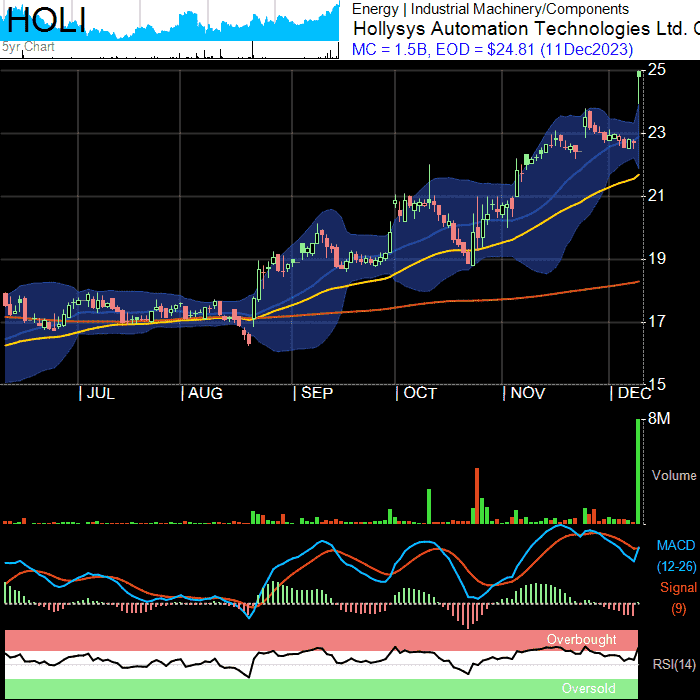 HOLI
5yr Chart
Energy | Industrial Machinery/Components
Hollysys Automation Technologies Ltd.
MC = 1.5B, EOD = $24.81 (11Dec2023)
25
23
21
19
17
15
JUL AUG SEP OCT NOV DEC
8M
Volume
MACD
(12-26)
Signal
(9)
Overbought
RSI(14)
Oversold